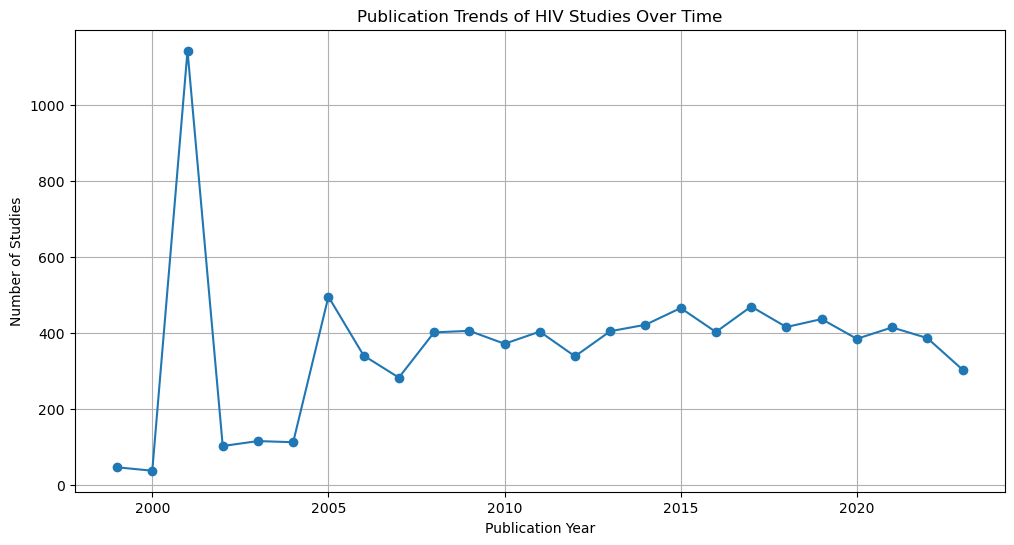 Publication Trends of HIV Studies Over Time
Number of Studies
1000
800
600
400
200
0
2000 2005 2010 2015 2020
Publication Year